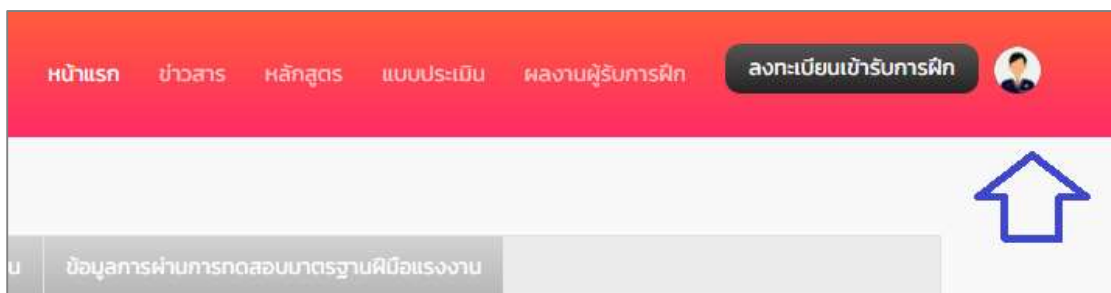 หน้าแรก ข่าวสาร หลักสูตร แบบประเมิน ผลงานผู้รับการฝึก ลงทะเบียนเข้ารับการฝึก
น ข้อมูลการผ่านการทดสอบมาตรฐานฝีมือแรงงาน